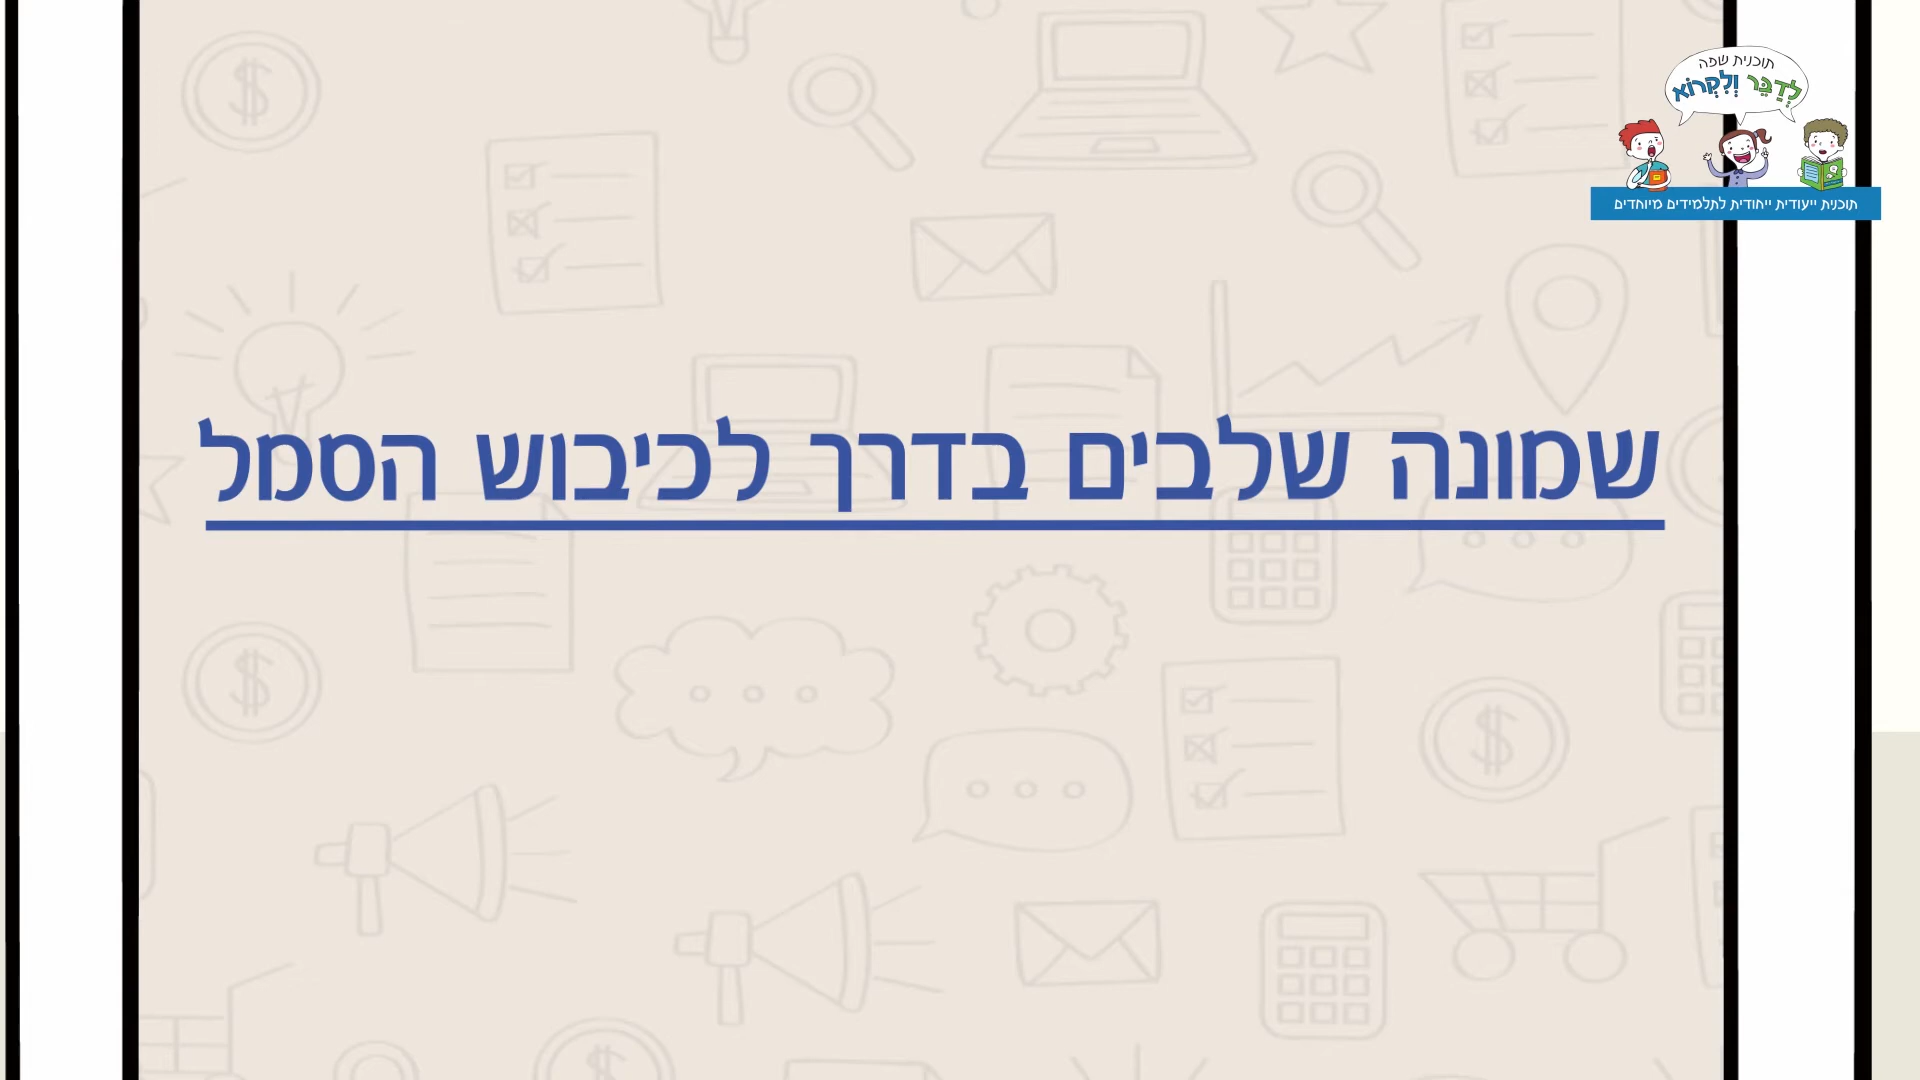 תוכנית שפה
לְדַבֵּר וְלִקְרוֹא
תוכנית ייעודית ייחודית לתלמידים מיוחדים
שמונה שלבים בדרך לכיבוש הסמל